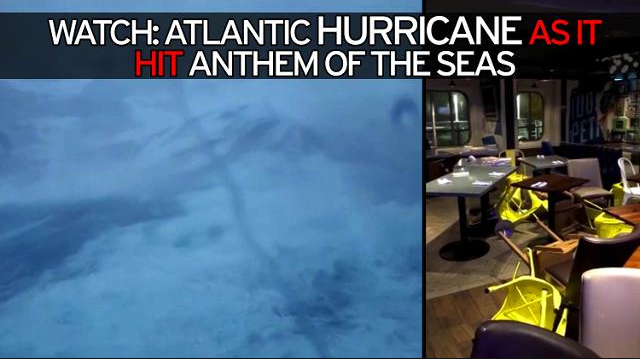 WATCH: ATLANTIC HURRICANE AS IT
HIT ANTHEM OF THE SEAS